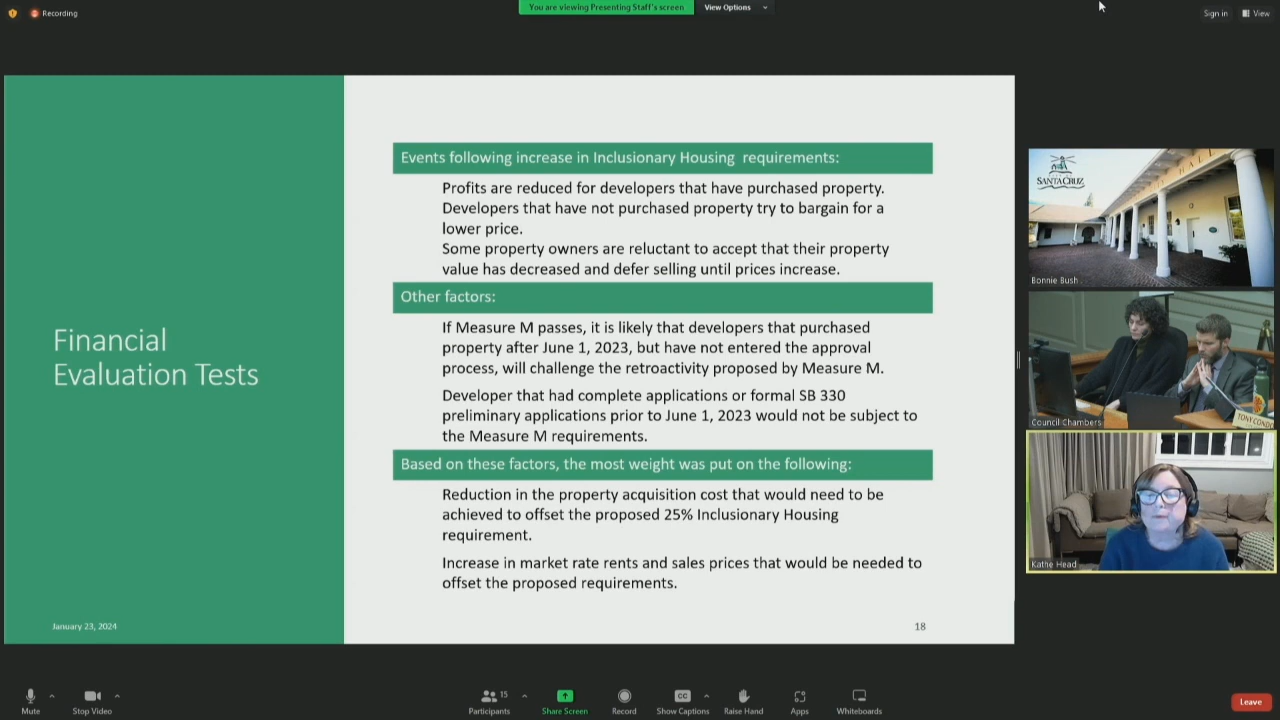 Recording
You are viewing Presenting Staff's screen
View Options
Sign in
View
Financial
Evaluation Tests
January 23, 2024
Events following increase in Inclusionary Housing requirements:
Profits are reduced for developers that have purchased property.
Developers that have not purchased property try to bargain for a
lower price.
Some property owners are reluctant to accept that their property
value has decreased and defer selling until prices increase.
Other factors:
If Measure M passes, it is likely that developers that purchased
property after June 1, 2023, but have not entered the approval
process, will challenge the retroactivity proposed by Measure M.
Developer that had complete applications or formal SB 330
preliminary applications prior to June 1, 2023 would not be subject to
the Measure M requirements.
Based on these factors, the most weight was put on the following:
Reduction in the property acquisition cost that would need to be
achieved to offset the proposed 25% Inclusionary Housing
requirement.
Increase in market rate rents and sales prices that would be needed to
offset the proposed requirements.
18
SANTA CRUZ
HALL
Bonnie Bush
Council Chambers
TONY CONDO
Kathe Head
Mute
Stop Video
15
Participants
Share Screen
Record
CC
Show Captions
Raise Hand
Apps
Whiteboards
Leave